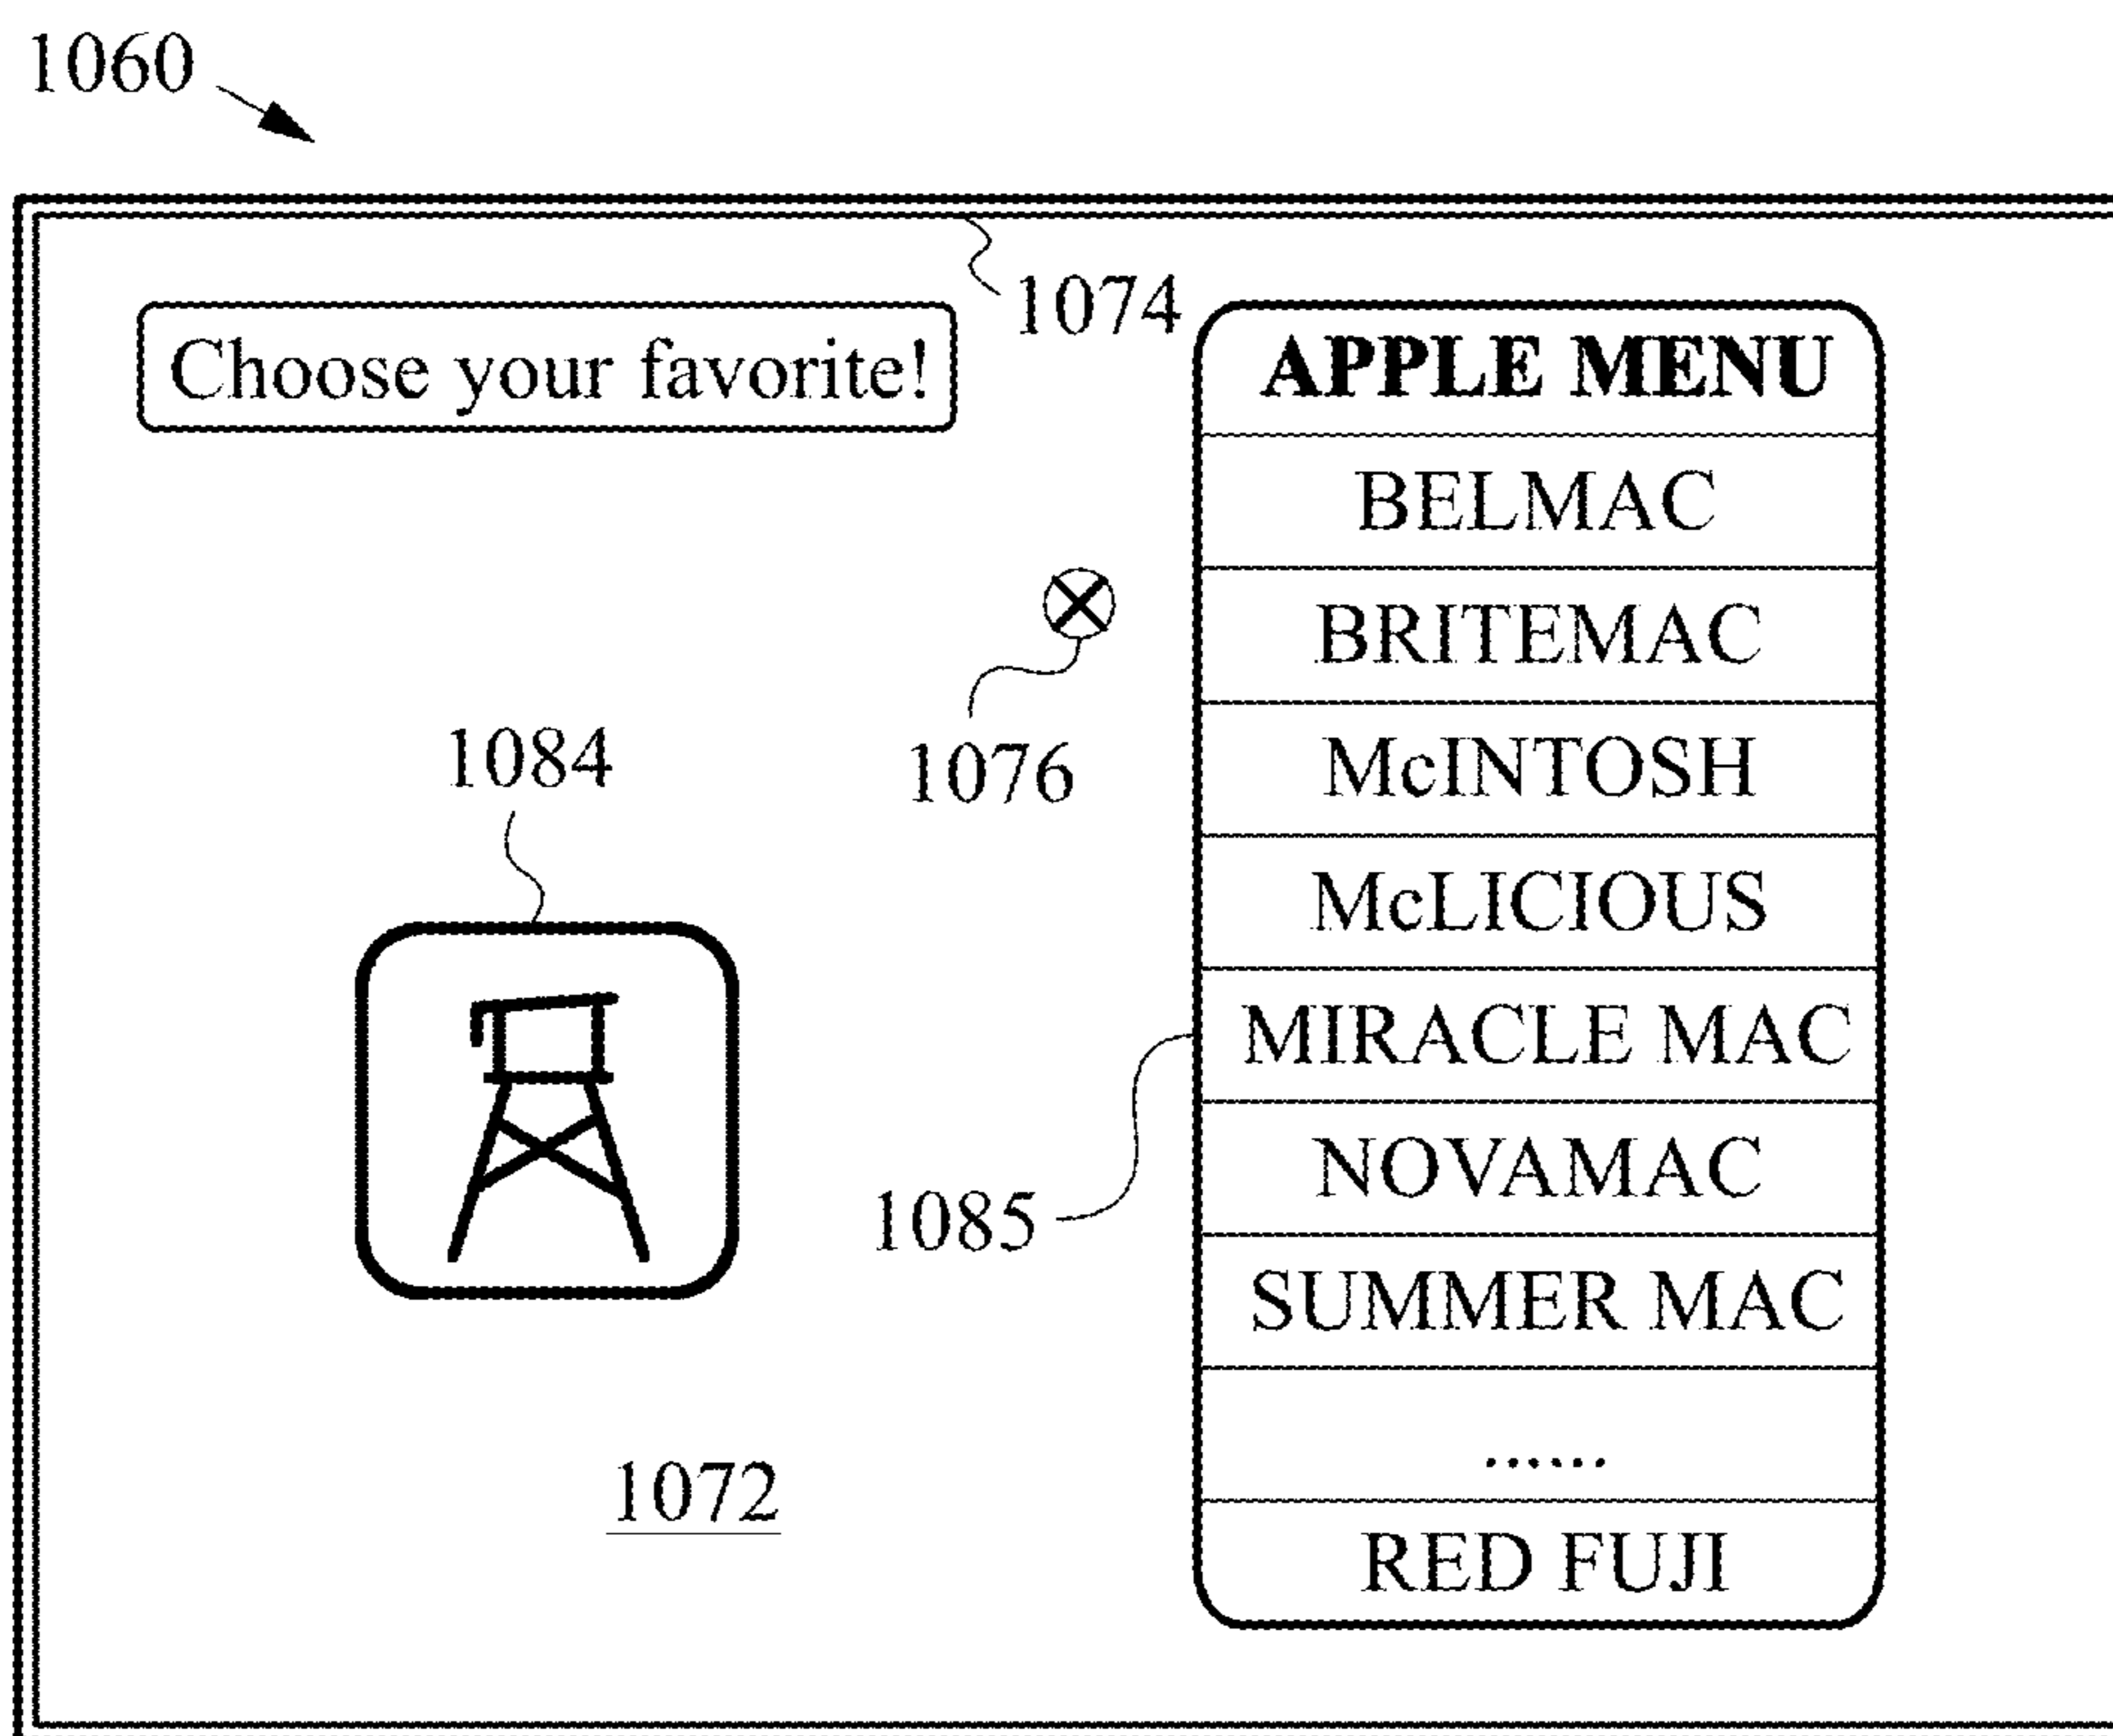 1060
1074
Choose your favorite!
APPLE MENU
BELMAC
BRITEMAC
1076
McINTOSH
1084
McLICIOUS
MIRACLE MAC
NOVAMAC
1085
SUMMER MAC
......
1072
RED FUJI